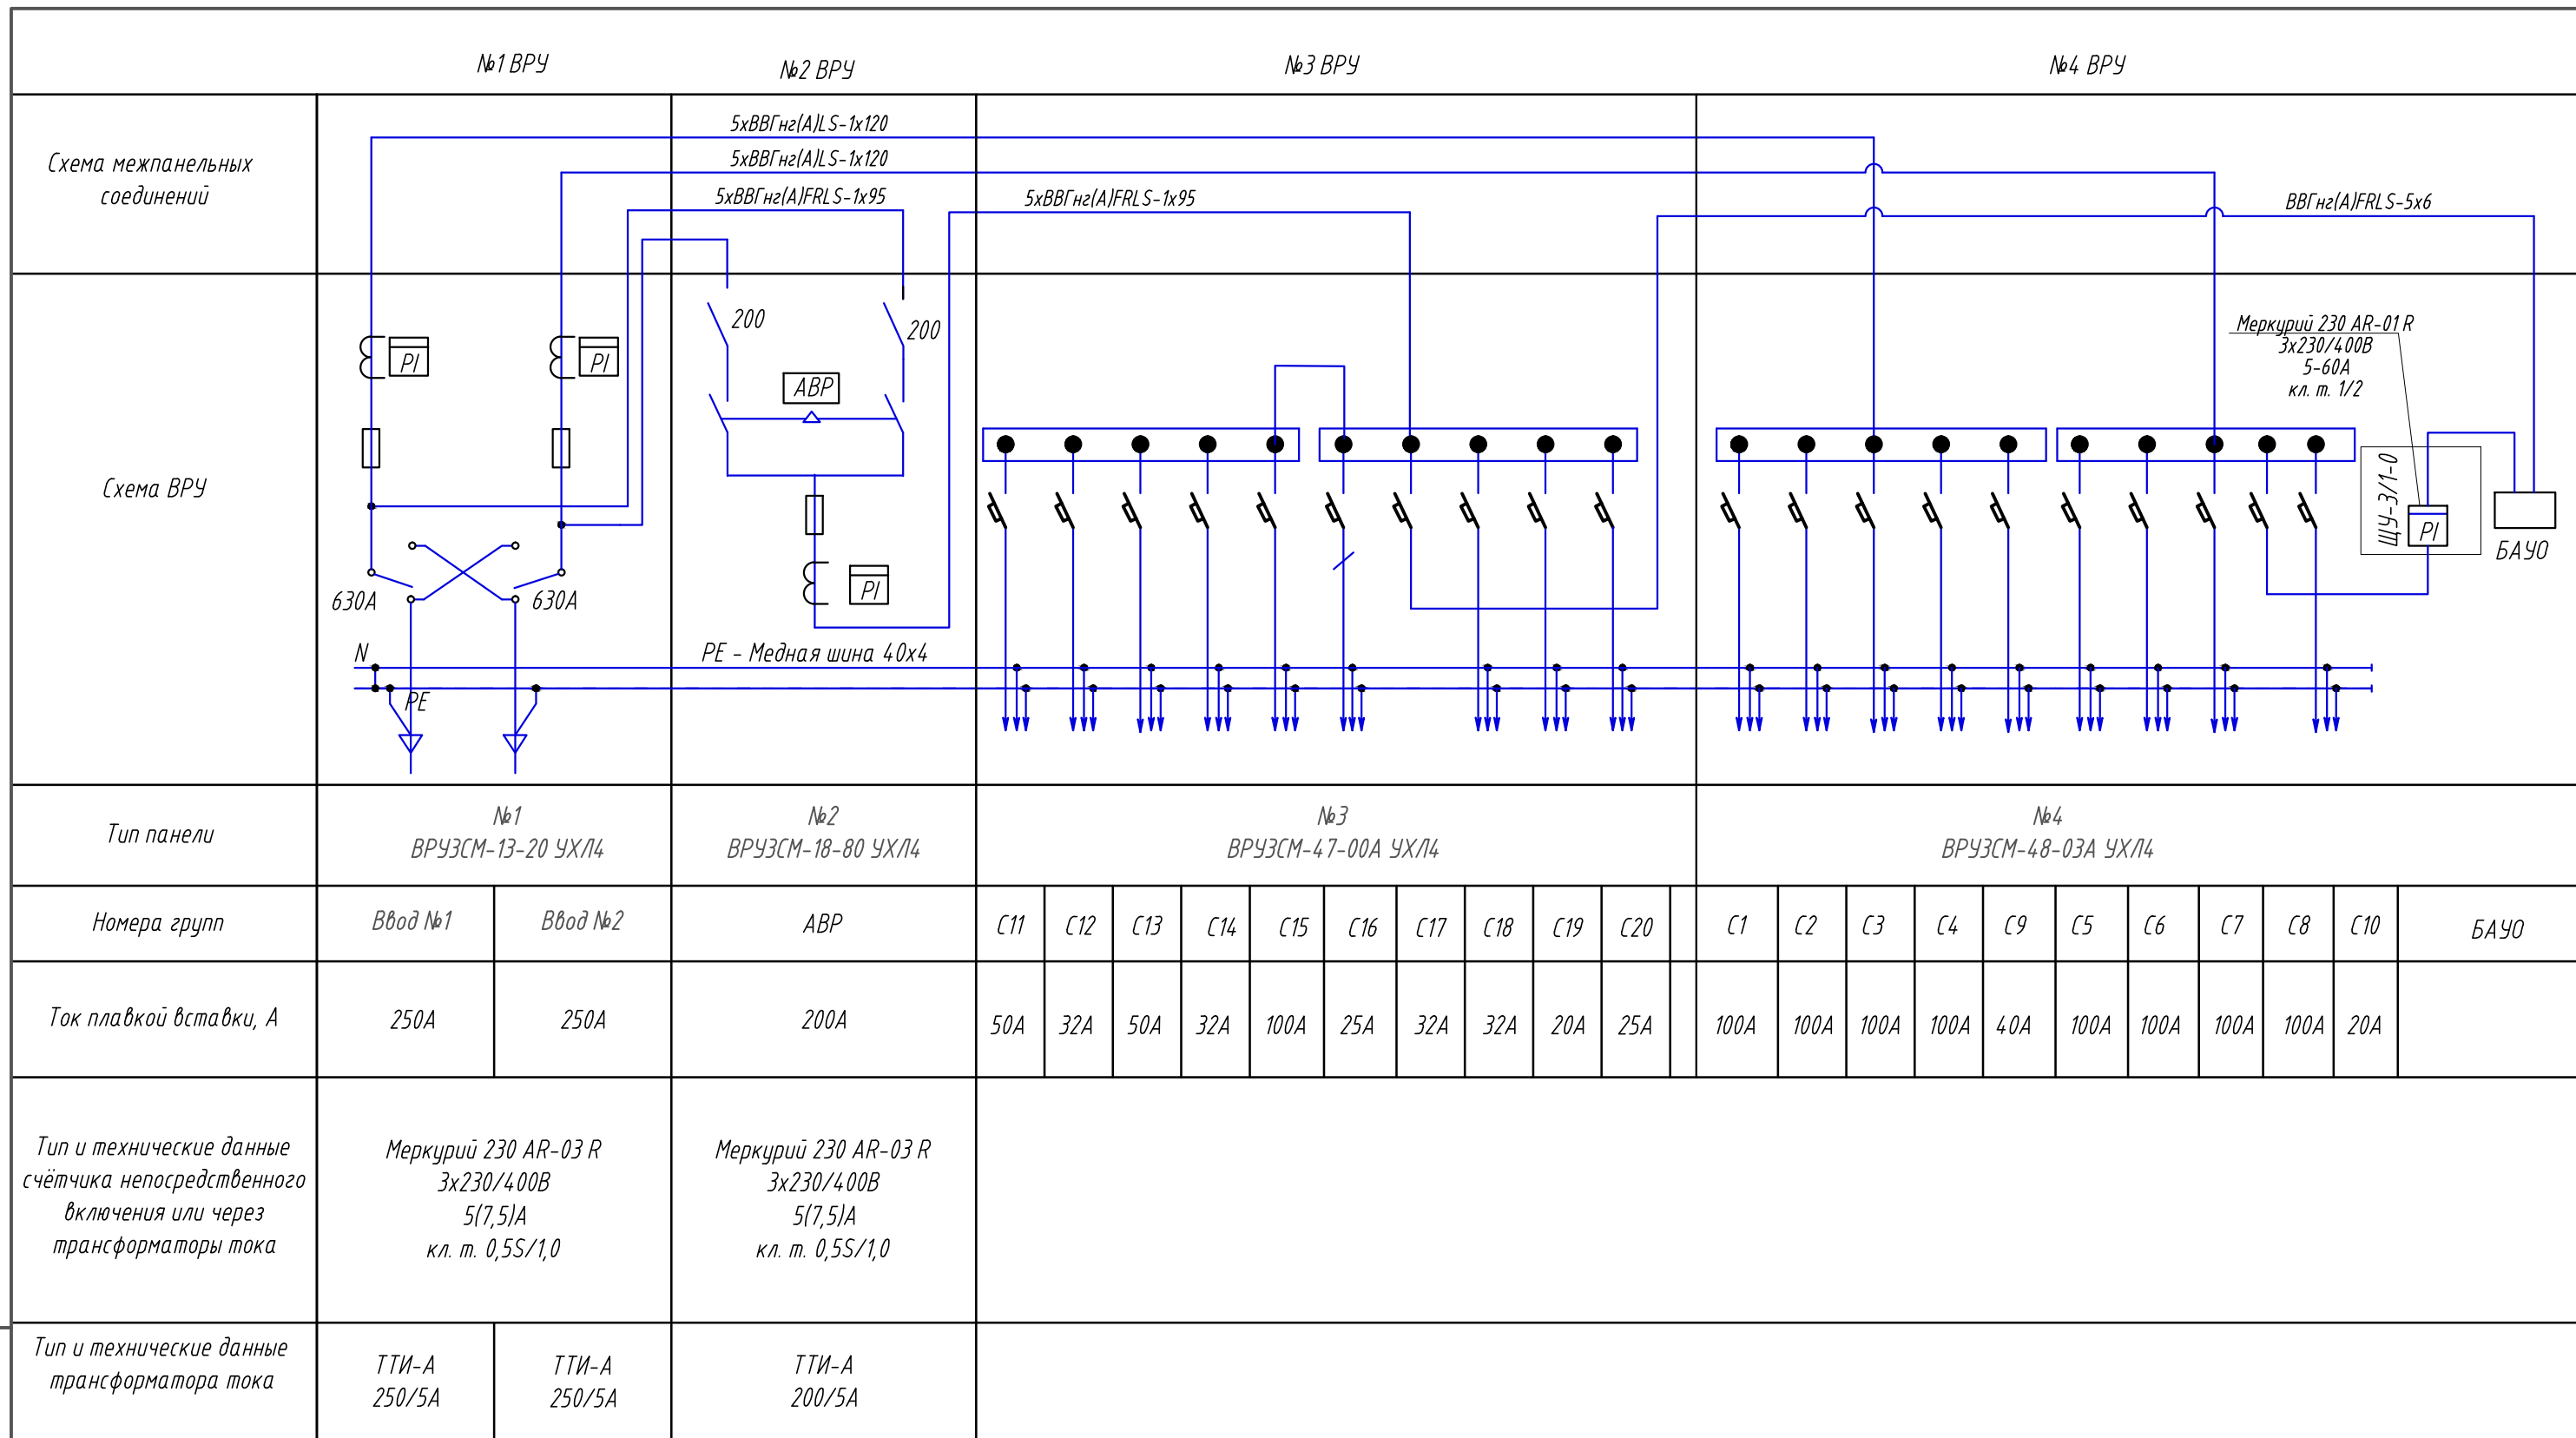 №1 ВРУ
№2 ВРУ
№3 ВРУ
№4 ВРУ
Схема межпанельных
соединений
5хВВГнг(А)LS-1х120
5хВВГнг(А)LS-1х120
5хВВГнг(А)FRLS-1х95
5хВВГнг(А)FRLS-1х95
ВВГнг(А)FRLS-5х6
Схема ВРУ
PI
PI
200
200
АВР
PI
630А
630А
N
PE
PE - Медная шина 40х4
Меркурий 230 AR-01 R
3х230/400В
5-60А
кл. т. 1/2
ЩУ-3/1-0
PI
БАУО
Тип панели
№1
ВРУЗСМ-13-20 УХЛ4
№2
ВРУЗСМ-18-80 УХЛ4
№3
ВРУЗСМ-47-00А УХЛ4
№4
ВРУЗСМ-48-03А УХЛ4
Номера групп
Ввод №1
Ввод №2
АВР
С11
С12
С13
С14
С15
С16
С17
С18
С19
С20
С1
С2
С3
С4
С9
С5
С6
С7
С8
С10
БАУО
Ток плавкой вставки, А
250А
250А
200А
50А
32А
50А
32А
100А
25А
32А
32А
20А
25А
100А
100А
100А
100А
40А
100А
100А
100А
100А
20А
Тип и технические данные
счётчика непосредственного
включения или через
трансформаторы тока
Меркурий 230 AR-03 R
3х230/400В
5(7,5)А
кл. т. 0,5S/1,0
Меркурий 230 AR-03 R
3х230/400В
5(7,5)А
кл. т. 0,5S/1,0
Тип и технические данные
трансформатора тока
ТТИ-А
250/5А
ТТИ-А
250/5А
ТТИ-А
200/5А